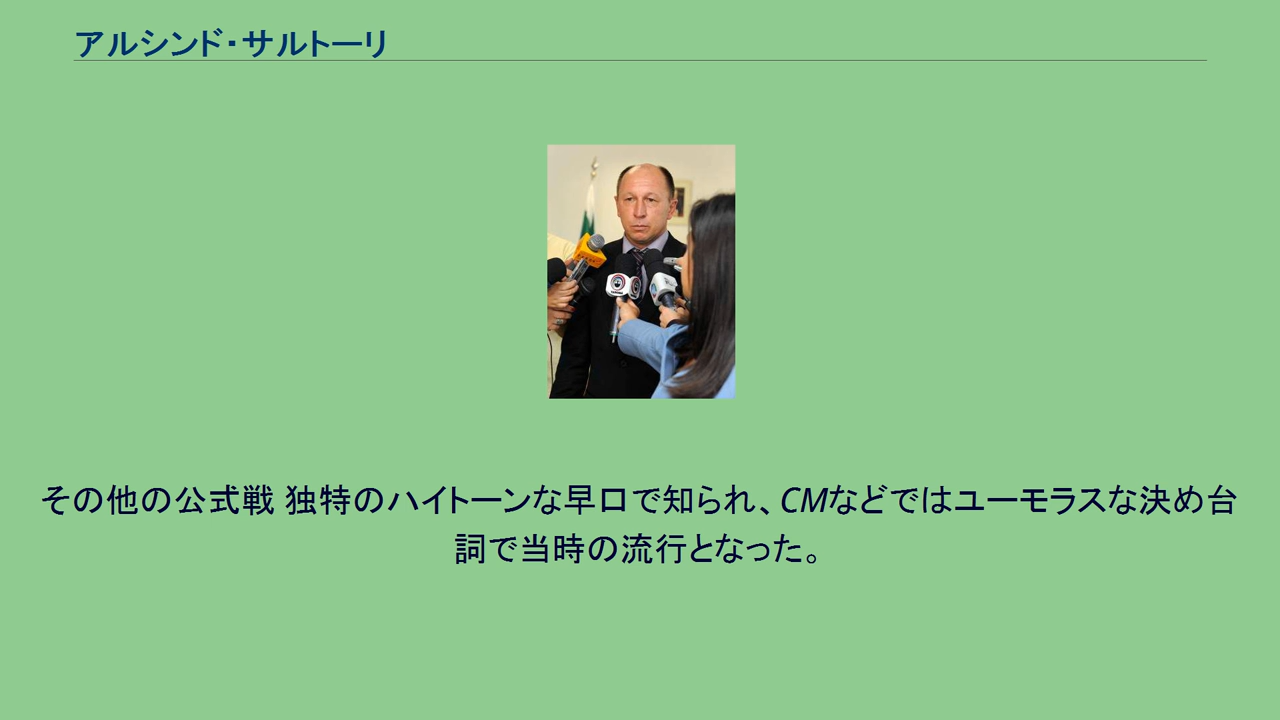 アルシンド・サルトーリ
その他の公式戦 独特のハイトーンな早口で知られ、CMなどではユーモラスな決め台
詞で当時の流行となった。